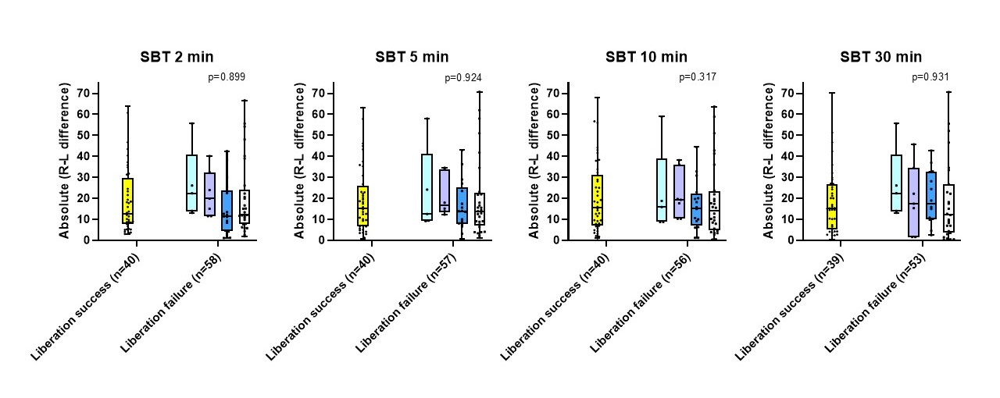 SBT 2 min
p=0.899
Absolute (R-L difference)
70
60
50
40
30
20
10
0
Liberation success (n=40)
Liberation failure (n=58)
SBT 5 min
p=0.924
Absolute (R-L difference)
70
60
50
40
30
20
10
0
Liberation success (n=40)
Liberation failure (n=57)
SBT 10 min
p=0.317
Absolute (R-L difference)
70
60
50
40
30
20
10
0
Liberation success (n=40)
Liberation failure (n=56)
SBT 30 min
p=0.931
Absolute (R-L difference)
70
60
50
40
30
20
10
0
Liberation success (n=39)
Liberation failure (n=53)